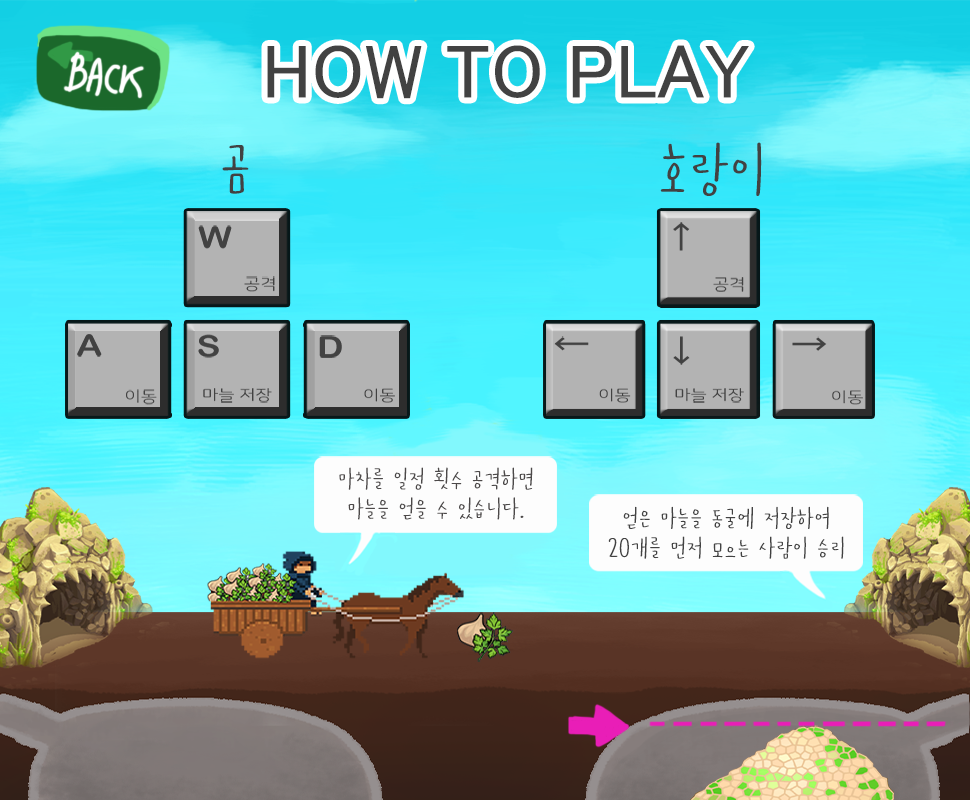 BACK
HOW TO PLAY
곰
W
공격
A
이동
S
마늘 저장
D
이동
호랑이
↑
공격
←
이동
↓
마늘 저장
→
이동
마차를 일정 횟수 공격하면
마늘을 얻을 수 있습니다.
얻은 마늘을 동굴에 저장하여
20개를 먼저 모으는 사람이 승리